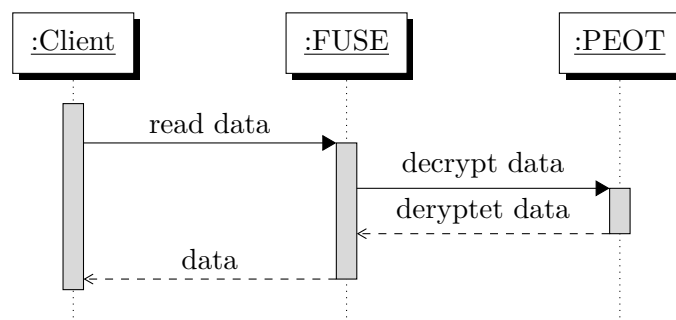 :Client :FUSE :PEOT
read data
decrypt data
deryptet data
data